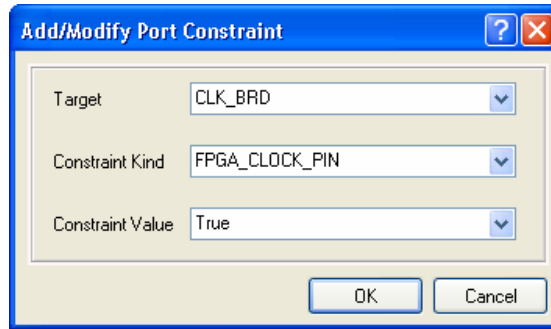 Add/Modify Port Constraint
Target CLK_BRD
Constraint Kind FPGA_CLOCK_PIN
Constraint Value True
OK Cancel